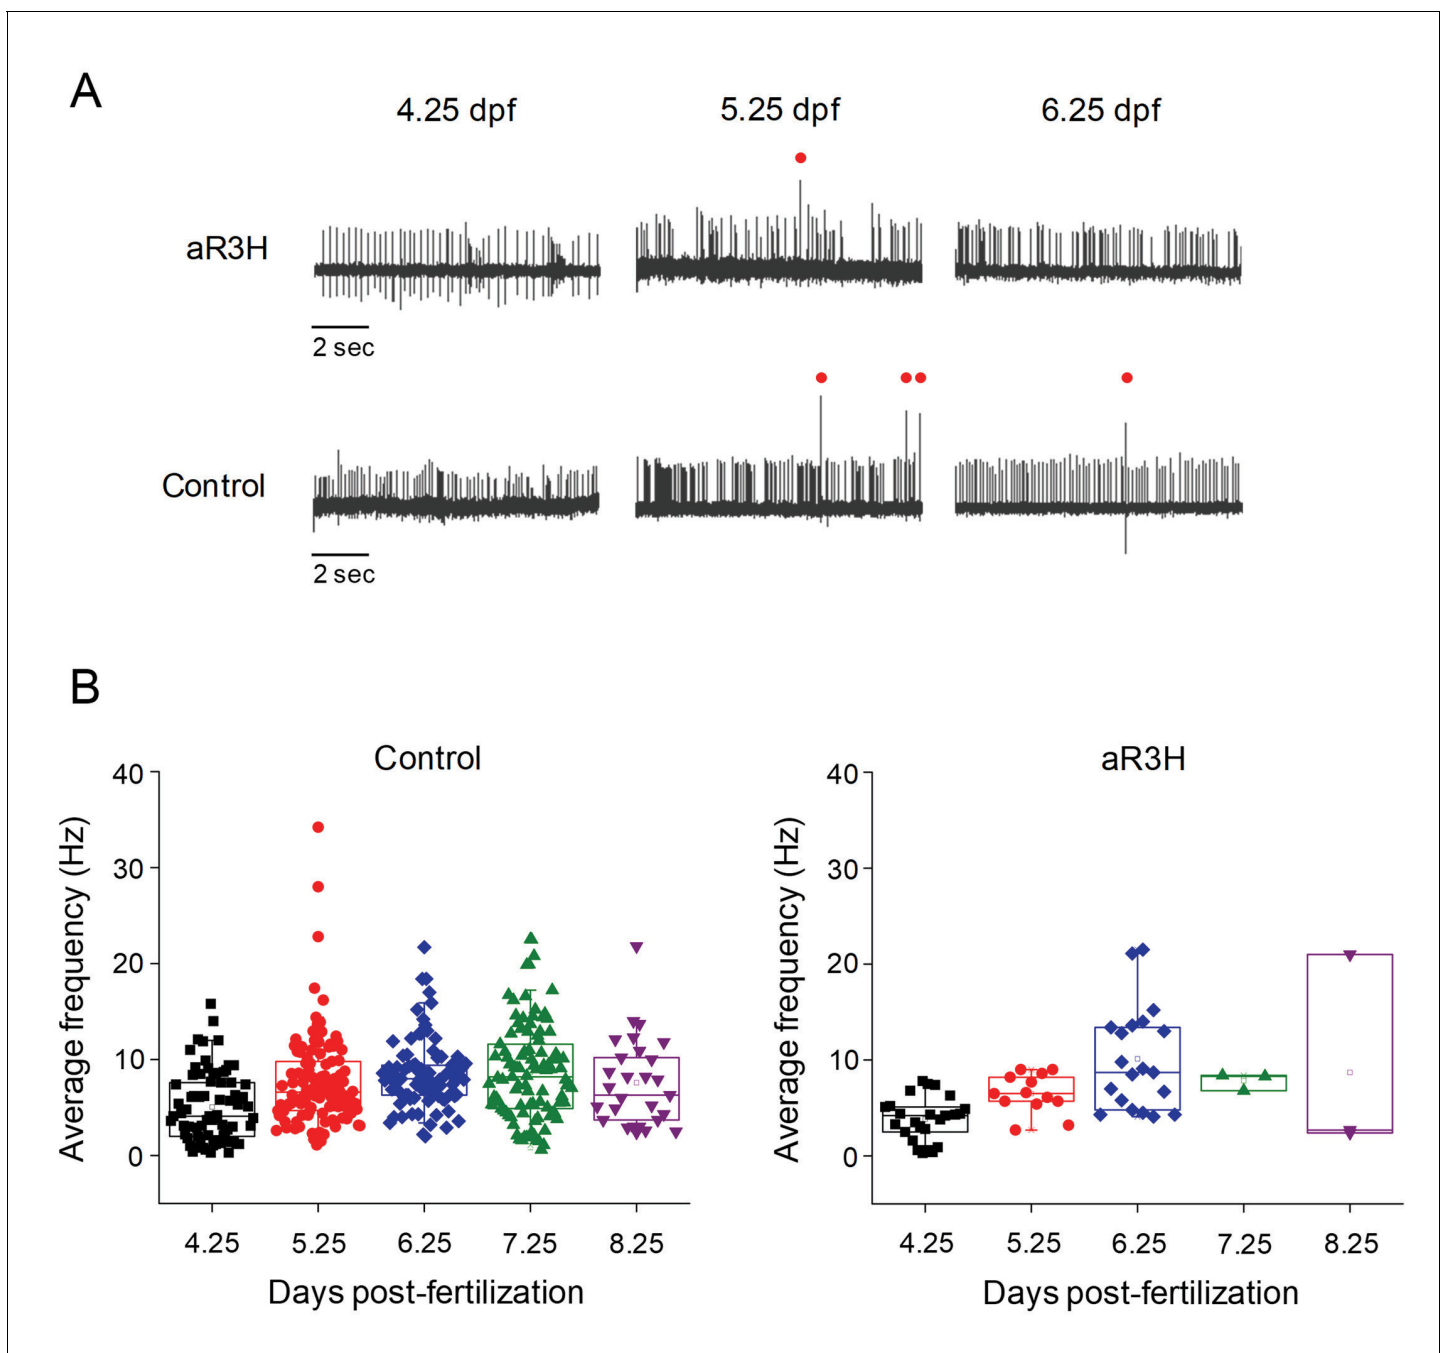 A
4.25 dpf 5.25 dpf 6.25 dpf
aR3H
2 sec
Control
2 sec
B
Control
40
30
20
10
0
Average frequency (Hz)
4.25 5.25 6.25 7.25 8.25
Days post-fertilization
aR3H
40
30
20
10
0
Average frequency (Hz)
4.25 5.25 6.25 7.25 8.25
Days post-fertilization